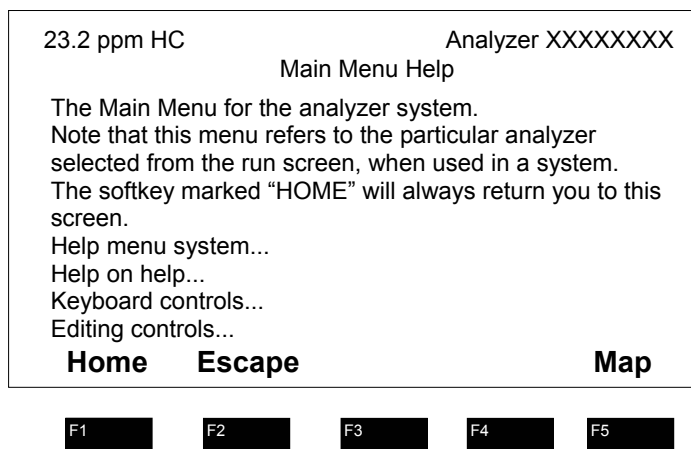 23.2 ppm HC Analyzer XXXXXXXX
Main Menu Help
The Main Menu for the analyzer system.
Note that this menu refers to the particular analyzer
selected from the run screen, when used in a system.
The softkey marked “HOME” will always return you to this
screen.
Help menu system...
Help on help...
Keyboard controls...
Editing controls...
Home Escape Map
F1 F2 F3 F4 F5